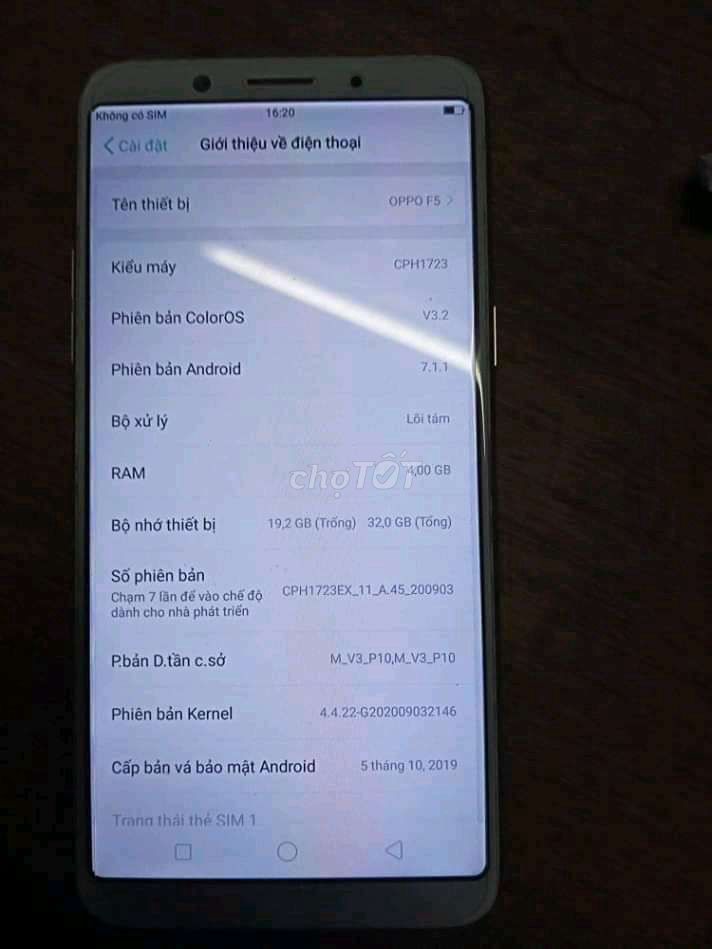 Không có SIM 16:20
Cài đặt Giới thiệu về điện thoại
Tên thiết bị OPPO F5
Kiểu máy CPH1723
Phiên bản ColorOS V3.2
Phiên bản Android 7.1.1
Bộ xử lý Lõi tám
RAM 4,00 GB
chợTỐT
Bộ nhớ thiết bị 19,2 GB (Trống) 32,0 GB (Tổng)
Số phiên bản
Chạm 7 lần để vào chế độ
dành cho nhà phát triển
CPH1723EX_11_A.45_200903
P.bản D.tần c.sở M_V3_P10,M_V3_P10
Phiên bản Kernel 4.4.22-G202009032146
Cấp bản vá bảo mật Android 5 tháng 10, 2019
Trạng thái thẻ SIM 1